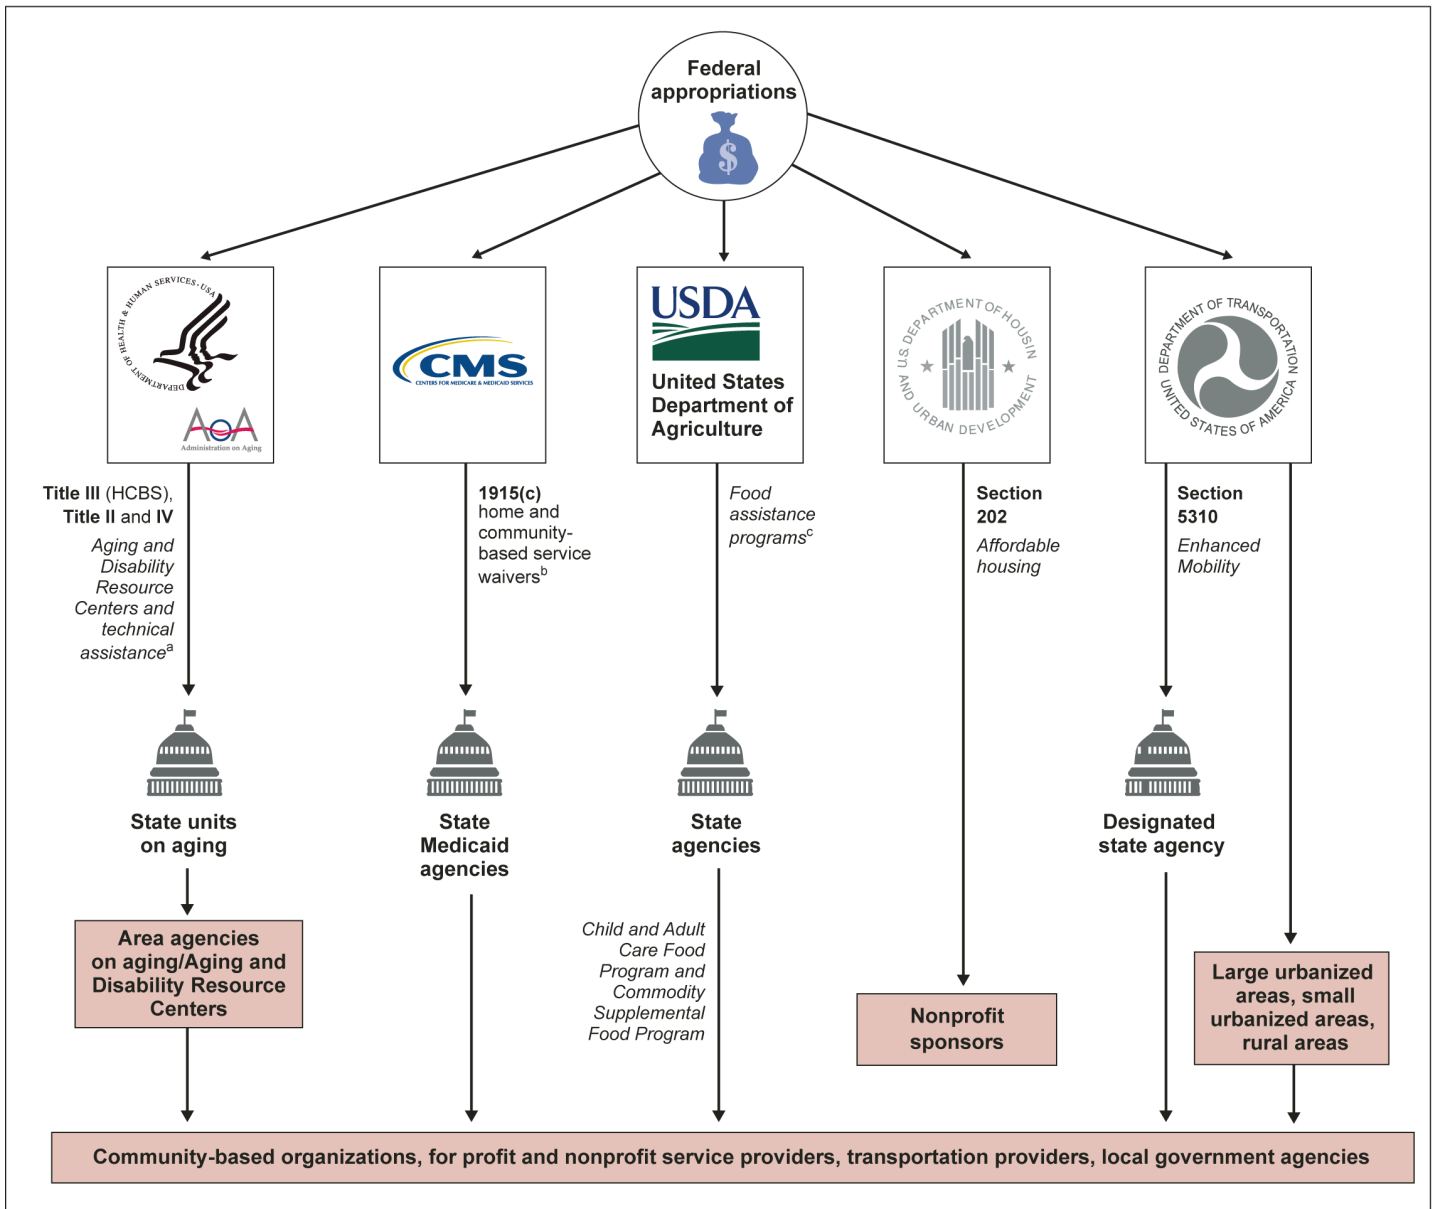 Federal
appropriations
$
DEPARTMENT OF HEALTH & HUMAN SERVICES · USA
AoA
Administration on Aging
CMS
CENTERS FOR MEDICARE & MEDICAID SERVICES
USDA
United States
Department of
Agriculture
U.S. DEPARTMENT OF HOUSIN
AND URBAN DEVELOPMENT
DEPARTMENT OF TRANSPORTATION
UNITED STATES OF AMERICA
Title III (HCBS),
Title II and IV
Aging and
Disability
Resource
Centers and
technical
assistancea
1915(c)
home and
community-
based service
waiversb
Food
assistance
programsc
Section
202
Affordable
housing
Section
5310
Enhanced
Mobility
State units
on aging
State
Medicaid
agencies
State
agencies
Designated
state agency
Area agencies
on aging/Aging and
Disability Resource
Centers
Child and Adult
Care Food
Program and
Commodity
Supplemental
Food Program
Nonprofit
sponsors
Large urbanized
areas, small
urbanized areas,
rural areas
Community-based organizations, for profit and nonprofit service providers, transportation providers, local government agencies